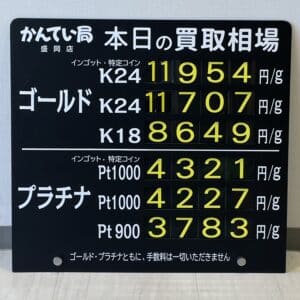 かんてい局 盛岡店 本日の買取相場
インゴット・特定コイン
K24 11954 円/g
ゴールド K24 11707 円/g
K18 8649 円/g
インゴット・特定コイン
Pt1000 4321 円/g
プラチナ Pt1000 4227 円/g
Pt900 3783 円/g
ゴールド・プラチナともに、手数料は一切いただきません